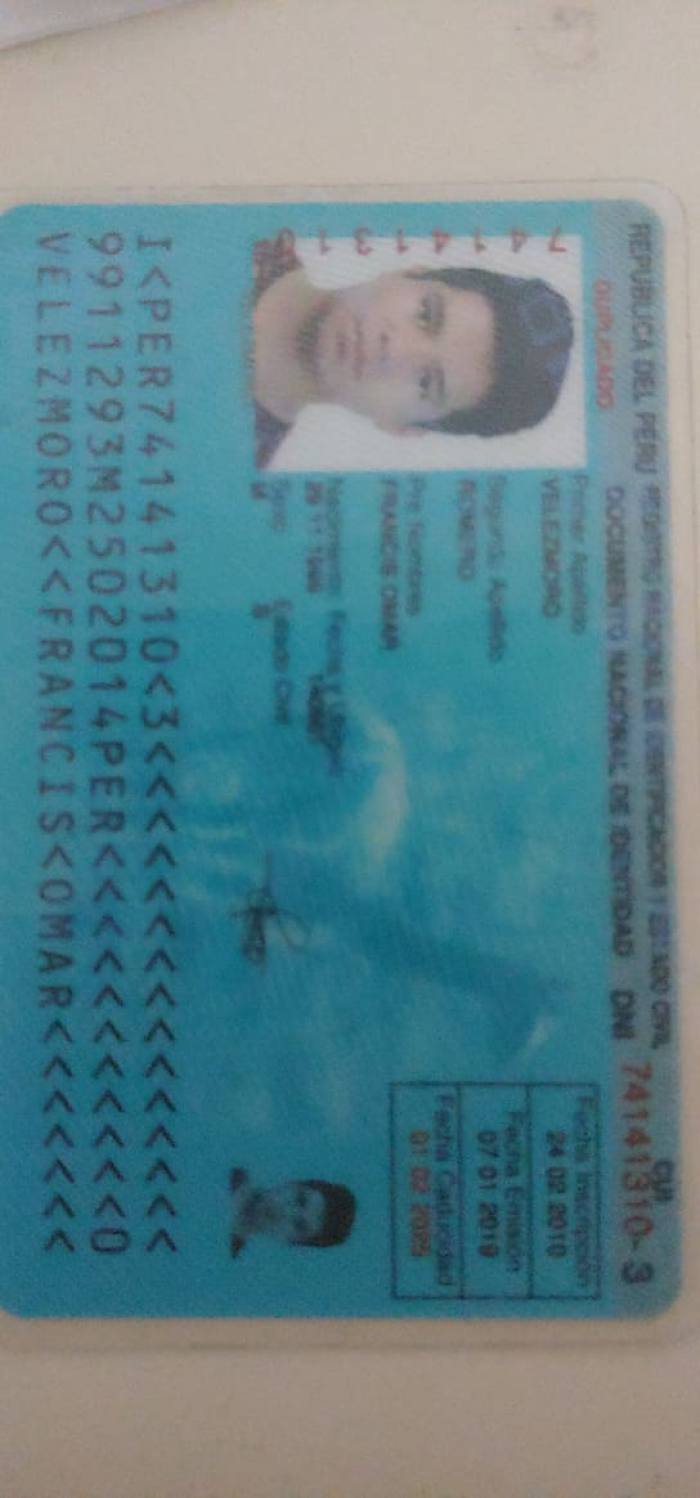 REPUBLICA DEL PERU REGISTRO NACIONAL DE IDENTIFICACION Y ESTADO CIVIL
DOCUMENTO NACIONAL DE IDENTIDAD DNI 74141310-3
CUI
DUPLICADO
Primer Apellido
VELEZMORO
Segundo Apellido
ROMERO
Pre Nombres
FRANCIS OMAR
Nacimiento:
29 11 1999
Sexo
M
Estado Civil
S
74141310
Fecha Inscripción
24 02 2010
Fecha Emisión
07 01 2019
Fecha Caducidad
01 02 2025
I<PER74141310<3<<<<<<<<<<<<<<<
9911293M2502014PER<<<<<<<<<<<0
VELEZMORO<<FRANCIS<OMAR<<<<<<<